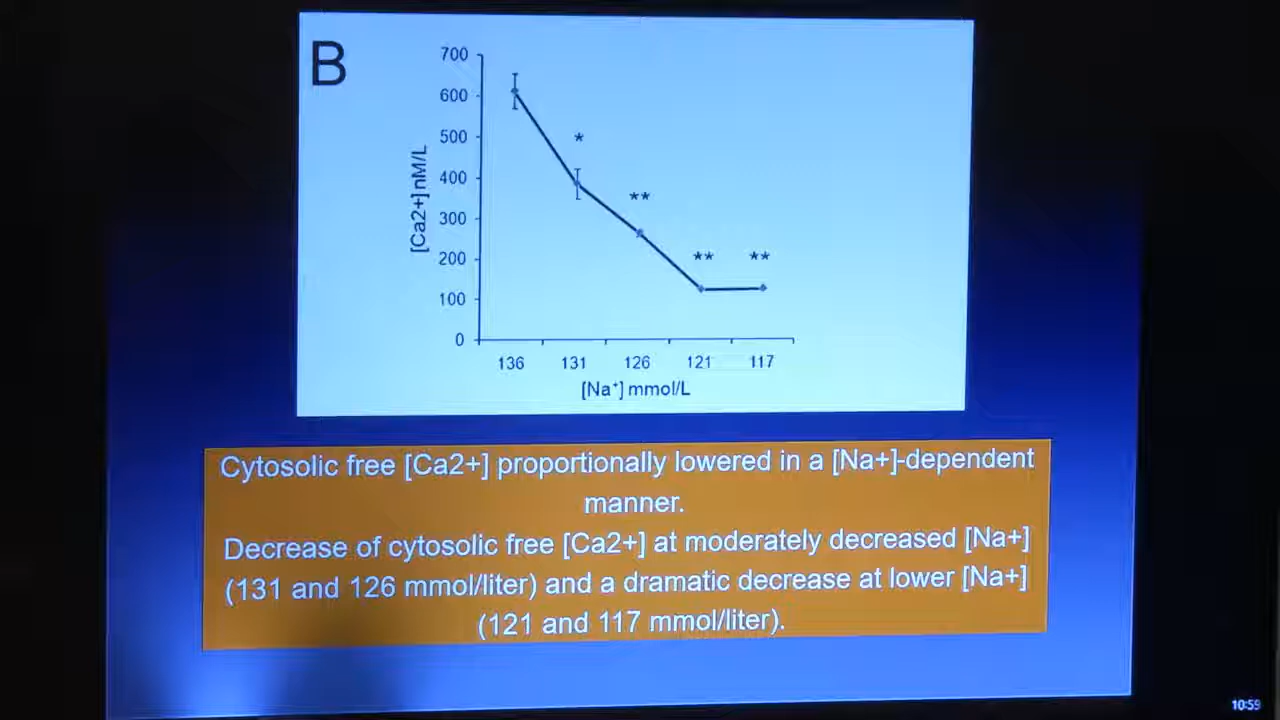 B
700
600
500
400
300
200
100
0
[Ca2+] nM/L
*
**
** **
136 131 126 121 117
[Na⁺] mmol/L
Cytosolic free [Ca2+] proportionally lowered in a [Na+]-dependent
manner.
Decrease of cytosolic free [Ca2+] at moderately decreased [Na+]
(131 and 126 mmol/liter) and a dramatic decrease at lower [Na+]
(121 and 117 mmol/liter).
10:59